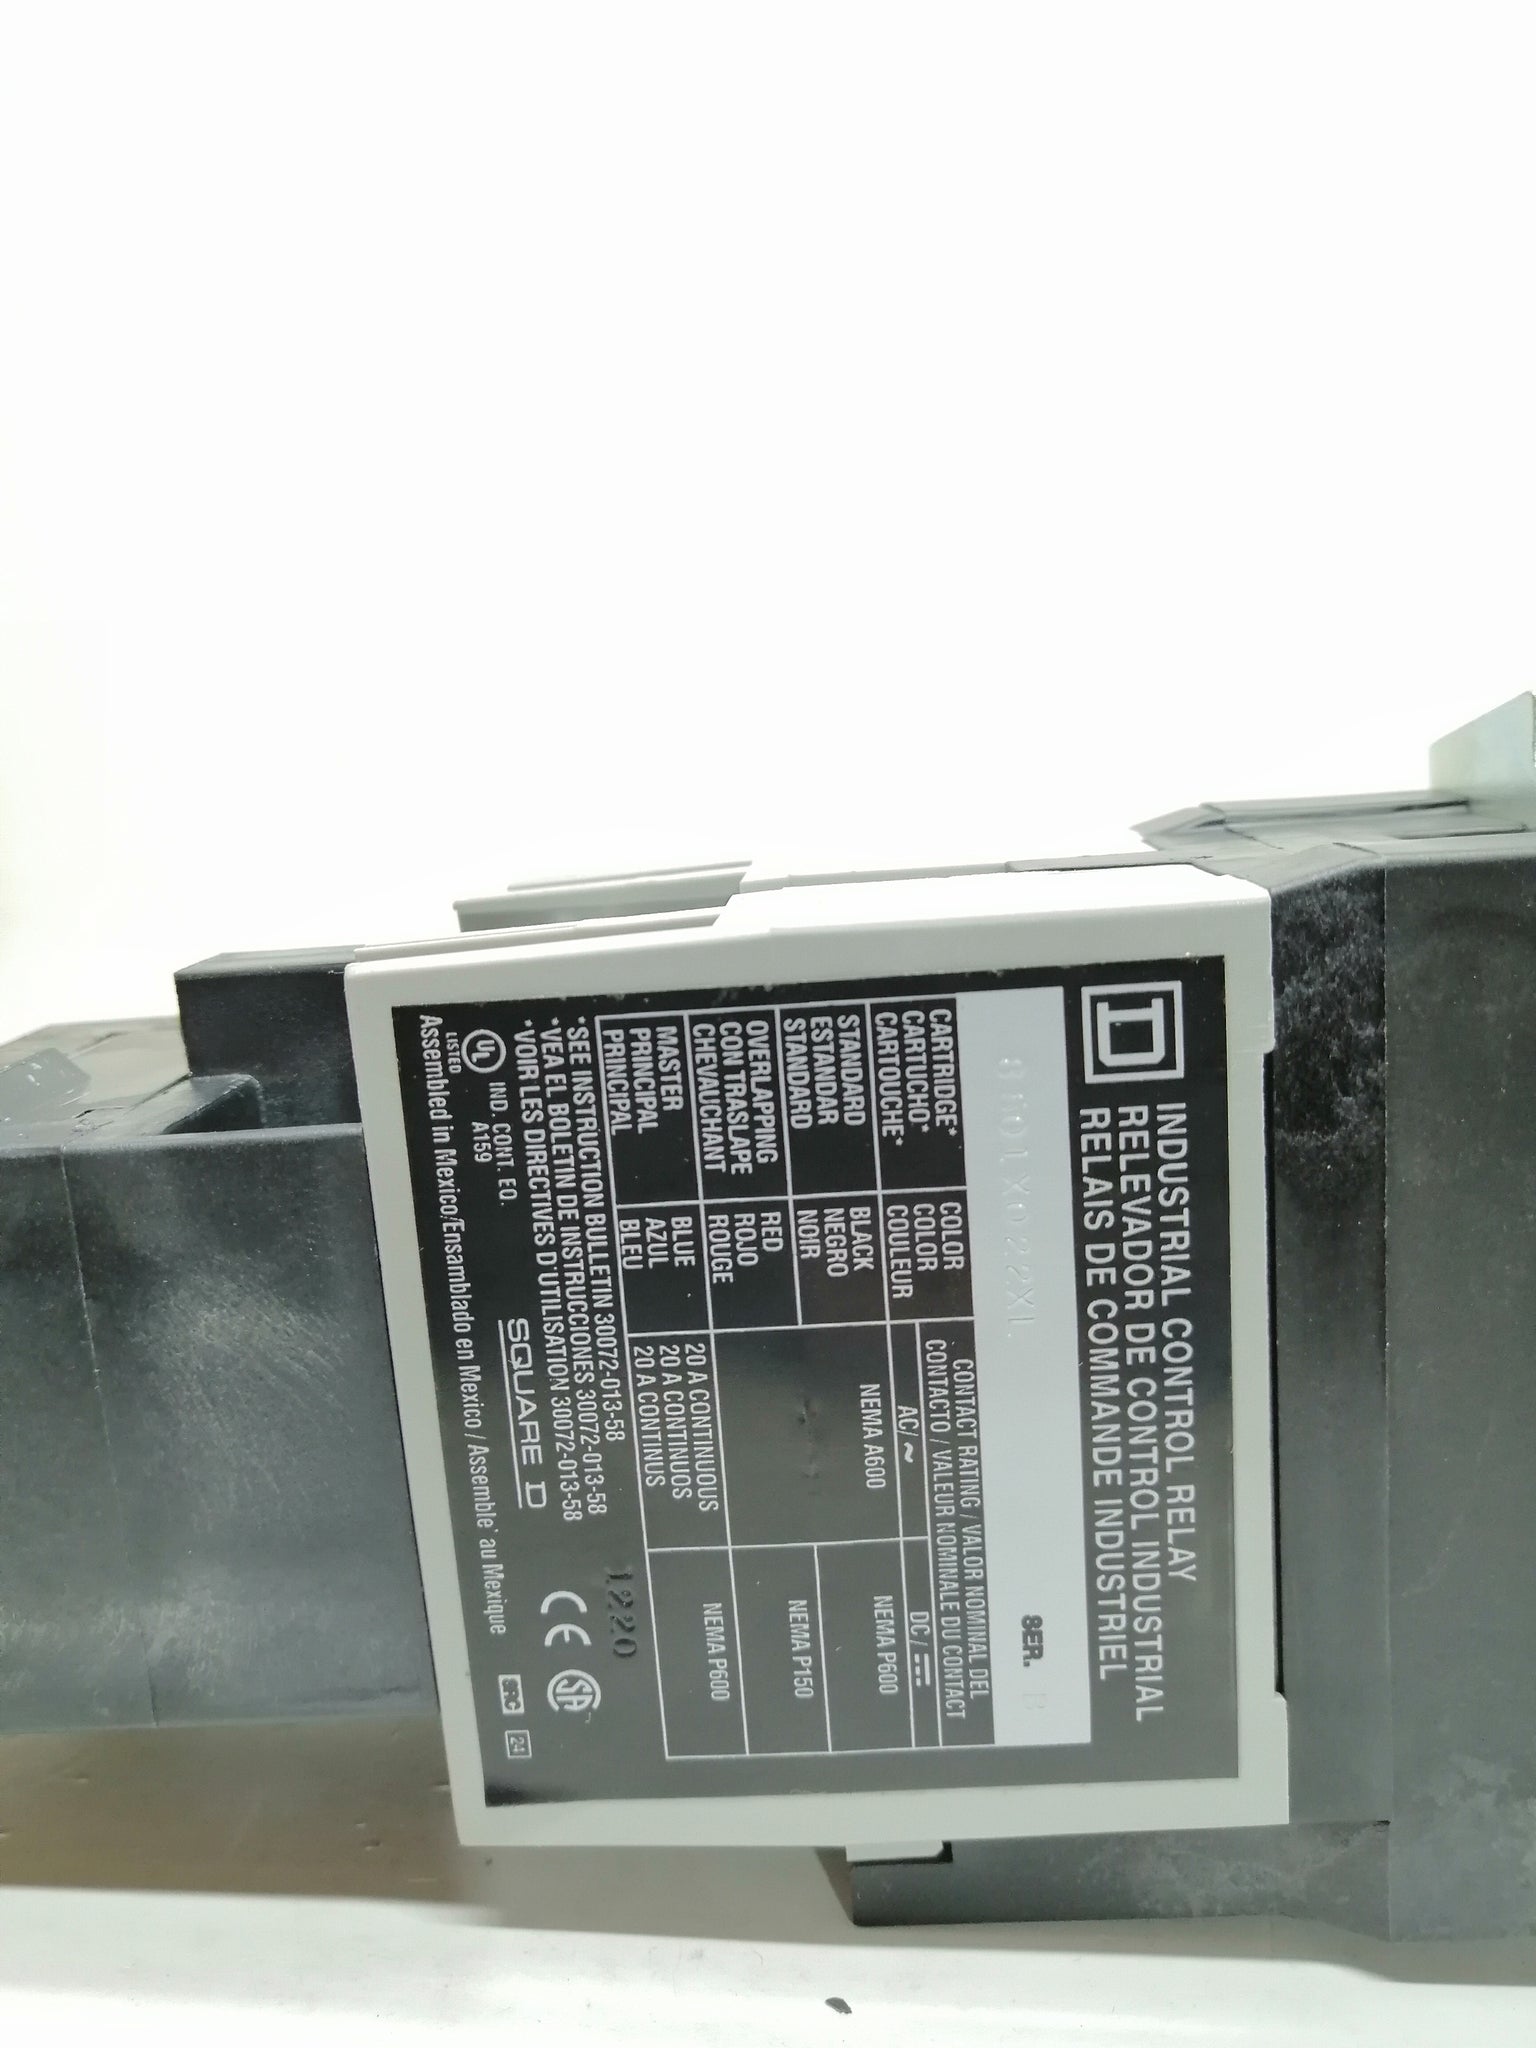 D
INDUSTRIAL CONTROL RELAY
RELEVADOR DE CONTROL INDUSTRIAL
RELAIS DE COMMANDE INDUSTRIEL
SER. B
8501XO22XL
CARTRIDGE*
CARTUCHO*
CARTOUCHE*
COLOR
COLOR
COULEUR
CONTACT RATING / VALOR NOMINAL DEL
CONTACTO / VALEUR NOMINALE DU CONTACT
AC/ ~
DC/ ⎓
STANDARD
ESTANDAR
STANDARD
BLACK
NEGRO
NOIR
NEMA A600
NEMA P600
OVERLAPPING
CON TRASLAPE
CHEVAUCHANT
RED
ROJO
ROUGE
NEMA P150
MASTER
PRINCIPAL
PRINCIPAL
BLUE
AZUL
BLEU
20 A CONTINUOUS
20 A CONTINUOS
20 A CONTINUS
NEMA P600
*SEE INSTRUCTION BULLETIN 30072-013-58
*VEA EL BOLETIN DE INSTRUCCIONES 30072-013-58
*VOIR LES DIRECTIVES D'UTILISATION 30072-013-58
1220
UL
LISTED
IND. CONT. EQ.
A159
SQUARE D
CE
SA
Assembled in Mexico/Ensamblado en Mexico / Assemble' au Mexique
24